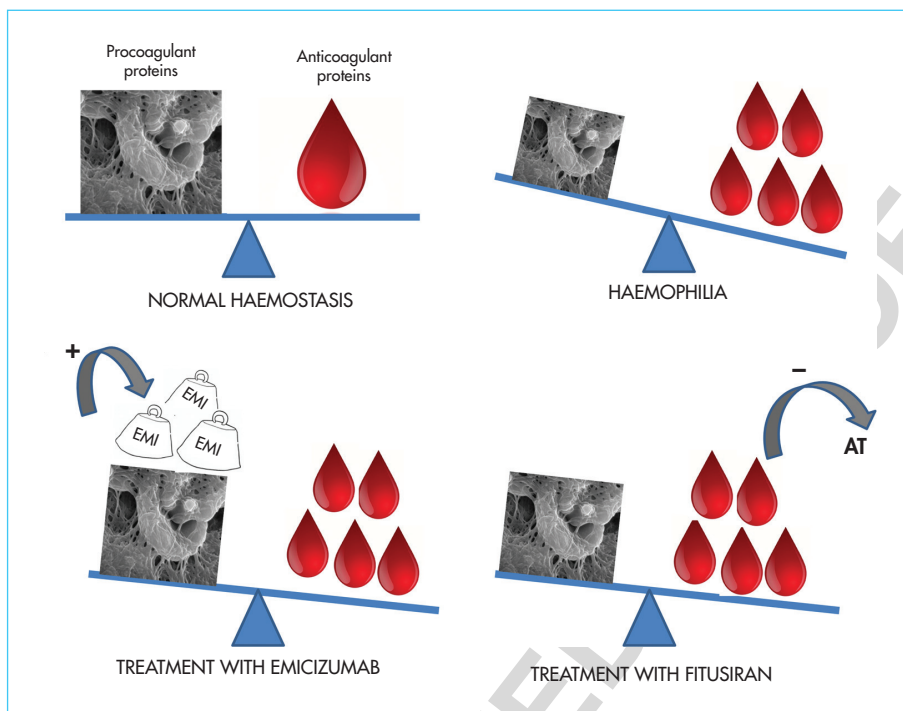 Procoagulant
proteins
Anticoagulant
proteins
NORMAL HAEMOSTASIS
HAEMOPHILIA
+
EMI
EMI
EMI
TREATMENT WITH EMICIZUMAB
−
AT
TREATMENT WITH FITUSIRAN